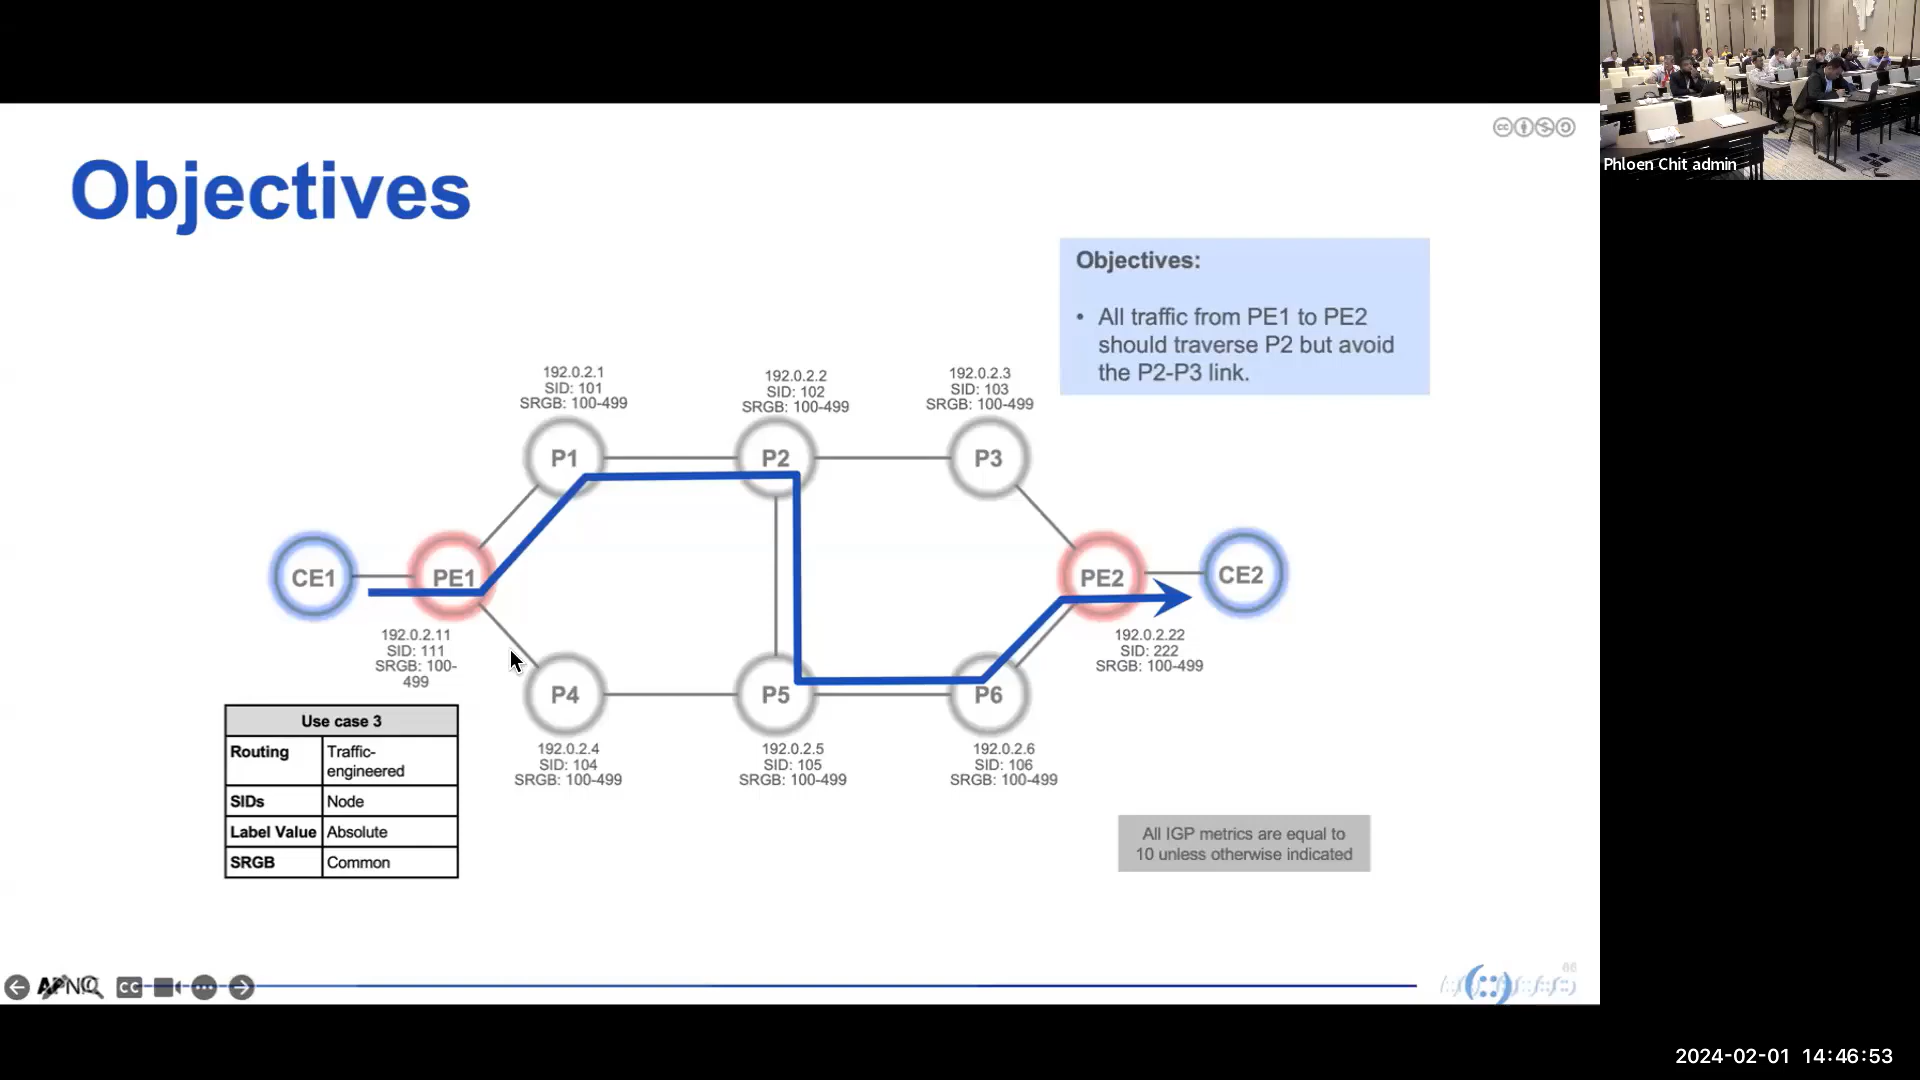 Objectives
Objectives:
• All traffic from PE1 to PE2
should traverse P2 but avoid
the P2-P3 link.
192.0.2.1
SID: 101
SRGB: 100-499
192.0.2.2
SID: 102
SRGB: 100-499
192.0.2.3
SID: 103
SRGB: 100-499
P1
P2
P3
CE1
PE1
PE2
CE2
192.0.2.11
SID: 111
SRGB: 100-
499
192.0.2.22
SID: 222
SRGB: 100-499
P4
P5
P6
192.0.2.4
SID: 104
SRGB: 100-499
192.0.2.5
SID: 105
SRGB: 100-499
192.0.2.6
SID: 106
SRGB: 100-499
Use case 3
Routing Traffic-
engineered
SIDs Node
Label Value Absolute
SRGB Common
All IGP metrics are equal to
10 unless otherwise indicated
CC
66
Phloen Chit admin
2024-02-01 14:46:53